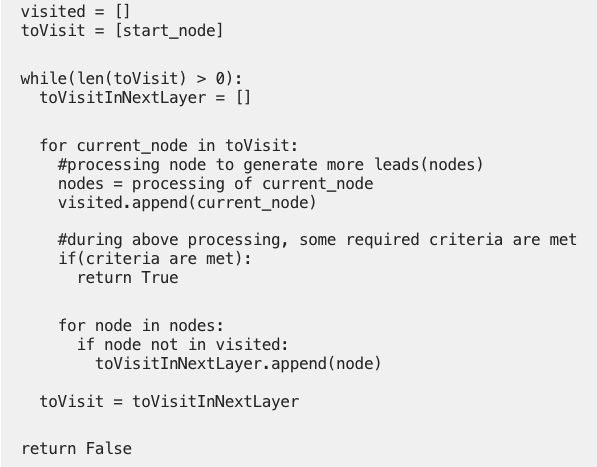 visited = []
toVisit = [start_node]
while(len(toVisit) > 0):
toVisitInNextLayer = []
for current_node in toVisit:
#processing node to generate more leads(nodes)
nodes = processing of current_node
visited.append(current_node)
#during above processing, some required criteria are met
if(criteria are met):
return True
for node in nodes:
if node not in visited:
toVisitInNextLayer.append(node)
toVisit = toVisitInNextLayer
return False